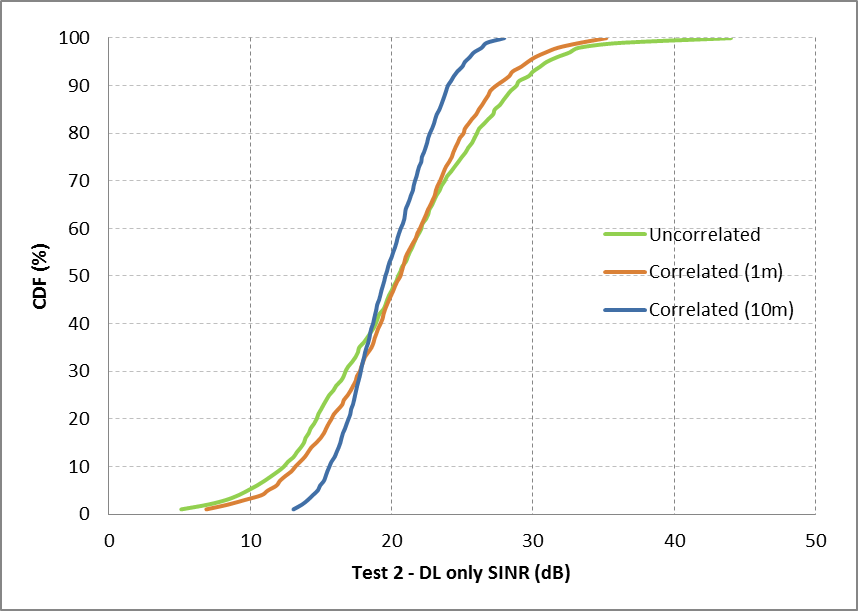 100
90
80
70
60
50
40
30
20
10
0
CDF (%)
Uncorrelated
Correlated (1m)
Correlated (10m)
0 10 20 30 40 50
Test 2 - DL only SINR (dB)